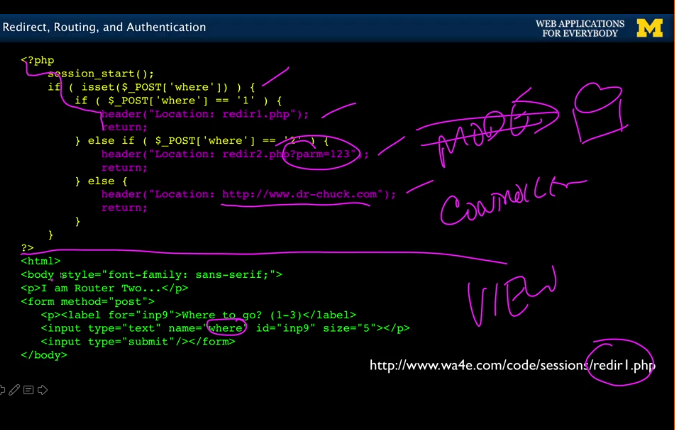 Redirect, Routing, and Authentication
WEB APPLICATIONS
FOR EVERYBODY
M
<?php
session_start();
if ( isset($_POST['where']) ) {
if ( $_POST['where'] == '1' ) {
header("Location: redir1.php");
return;
} else if ( $_POST['where'] == '2' ) {
header("Location: redir2.php?parm=123");
return;
} else {
header("Location: http://www.dr-chuck.com");
return;
}
}
?>
<html>
<body style="font-family: sans-serif;">
<p>I am Router Two...</p>
<form method="post">
<p><label for="inp9">Where to go? (1-3)</label>
<input type="text" name="where" id="inp9" size="5"></p>
<input type="submit"/></form>
</body>
CONTROLLER
VIEW
http://www.wa4e.com/code/sessions/redir1.php